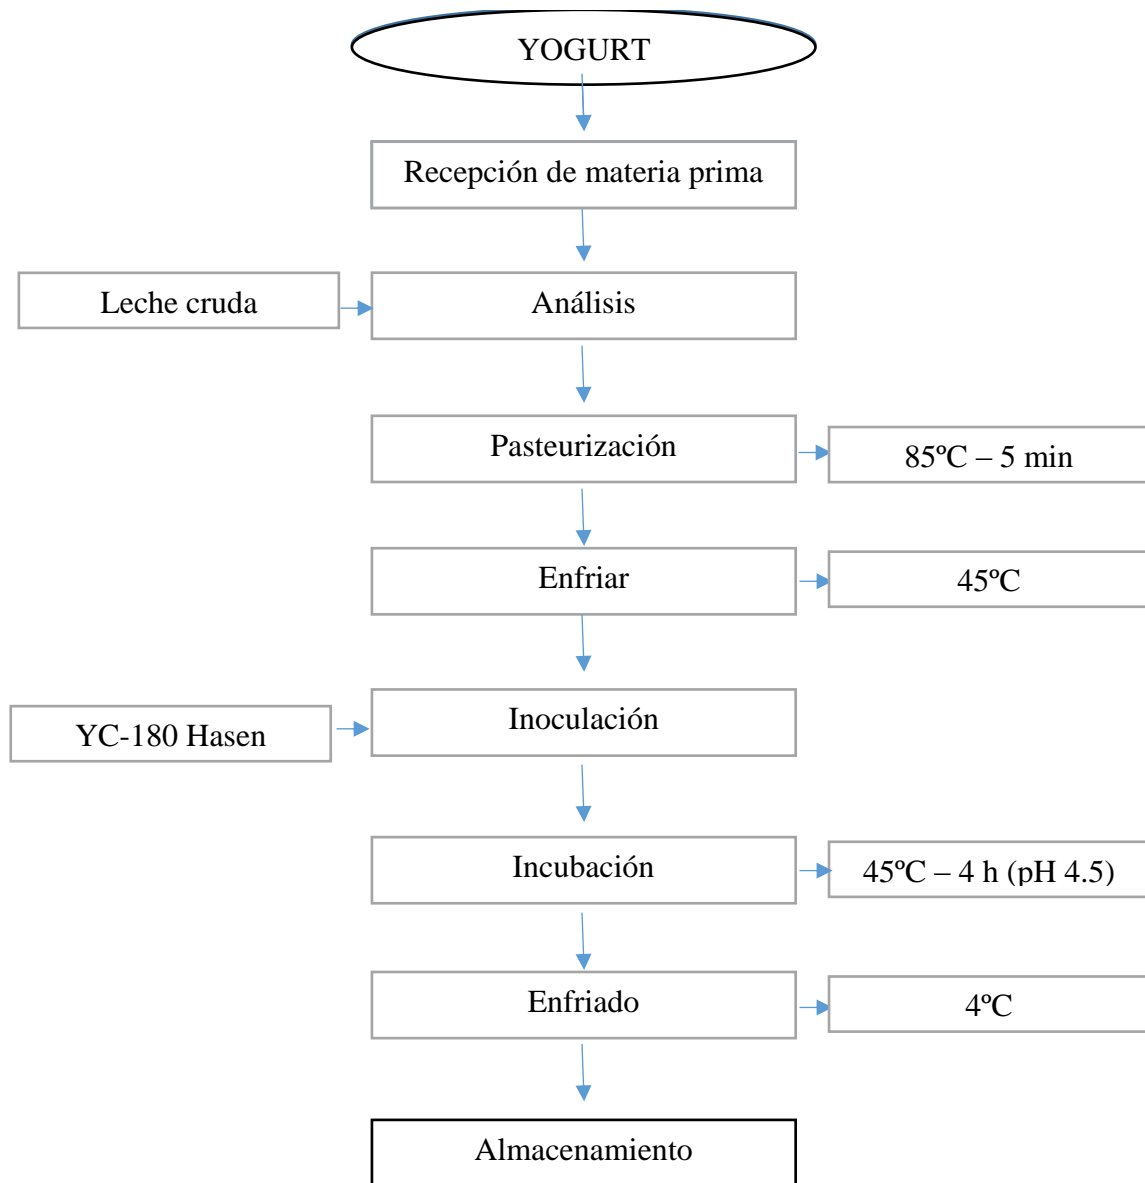 YOGURT
Recepción de materia prima
Leche cruda
Análisis
Pasteurización
85ºC – 5 min
Enfriar
45ºC
YC-180 Hasen
Inoculación
Incubación
45ºC – 4 h (pH 4.5)
Enfriado
4ºC
Almacenamiento